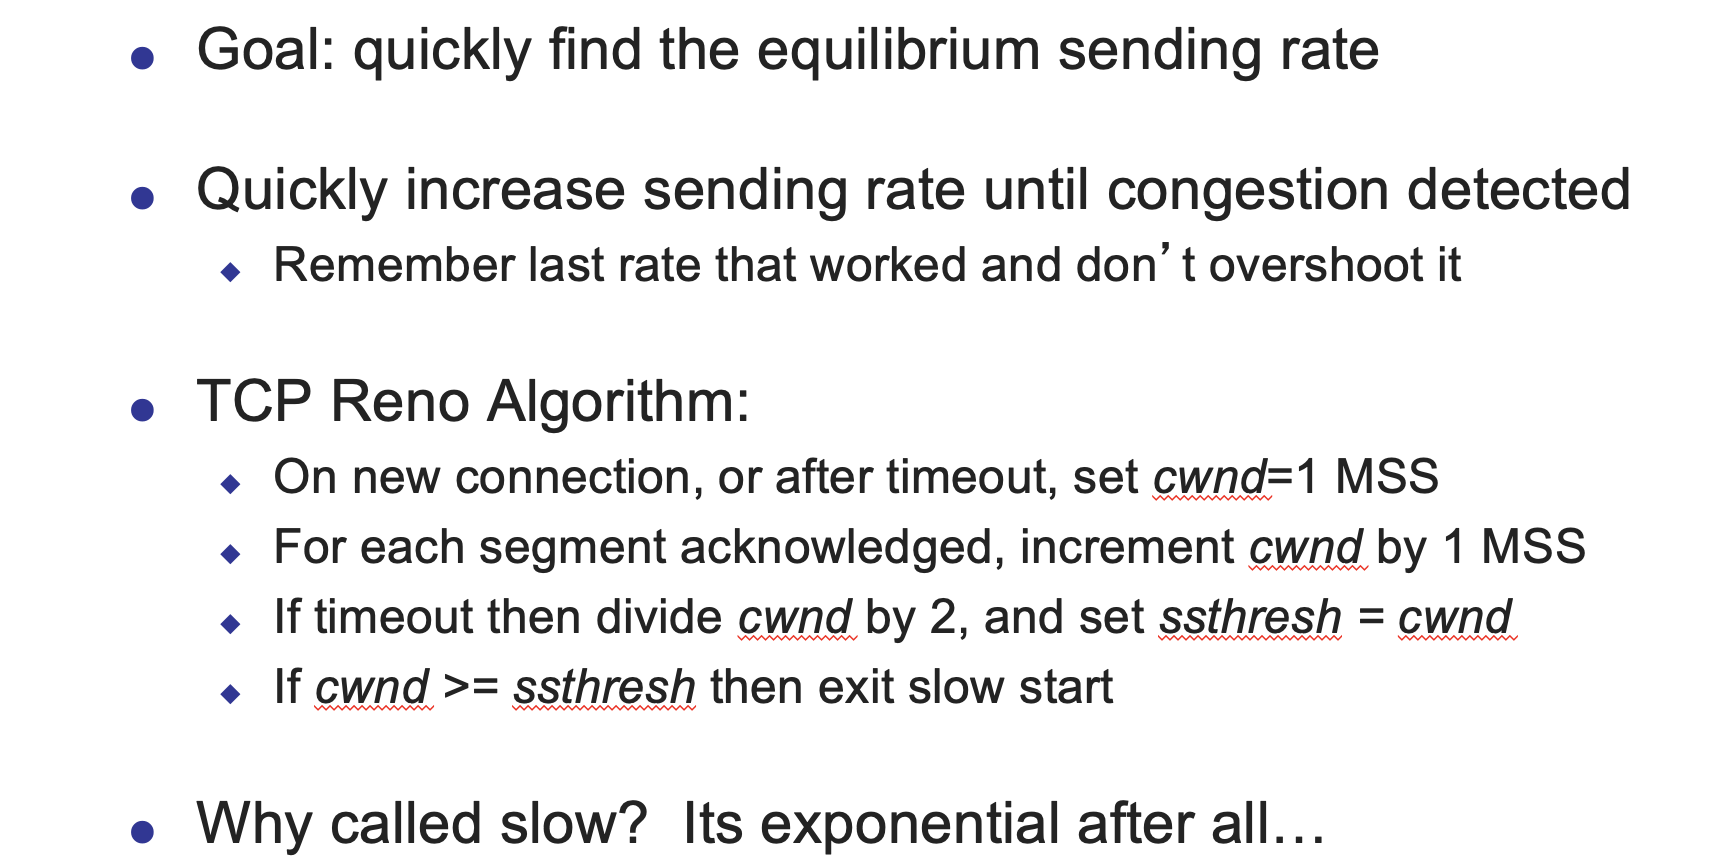 Goal: quickly find the equilibrium sending rate
Quickly increase sending rate until congestion detected
Remember last rate that worked and don’t overshoot it
TCP Reno Algorithm:
On new connection, or after timeout, set cwnd=1 MSS
For each segment acknowledged, increment cwnd by 1 MSS
If timeout then divide cwnd by 2, and set ssthresh = cwnd
If cwnd >= ssthresh then exit slow start
Why called slow? Its exponential after all…